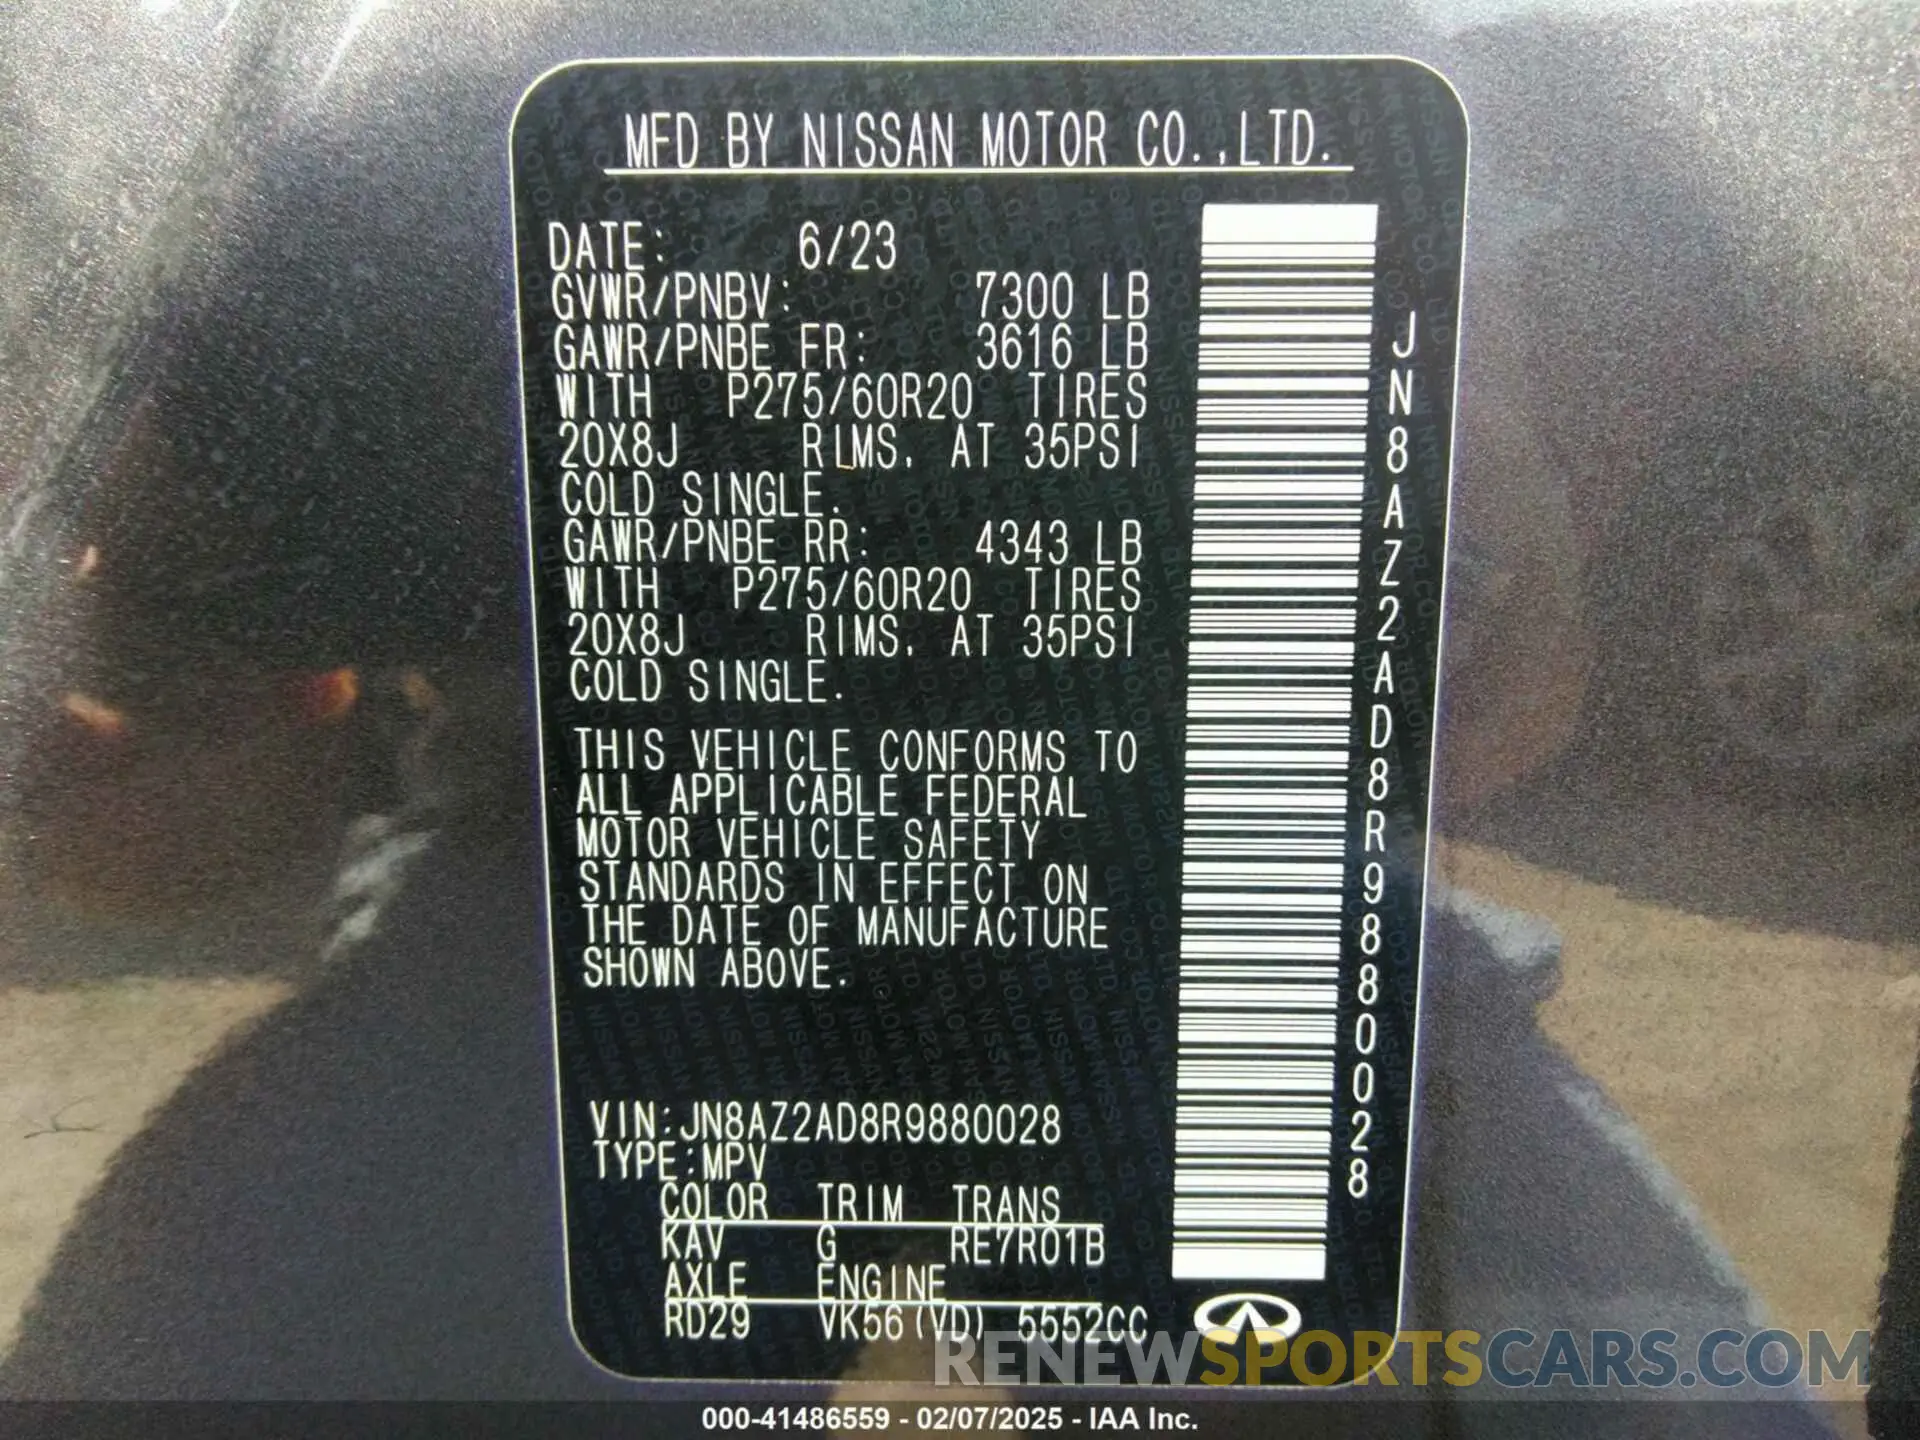 MFD BY NISSAN MOTOR CO.,LTD.
DATE: 6/23
GVWR/PNBV: 7300 LB
GAWR/PNBE FR: 3616 LB
WITH P275/60R20 TIRES
20X8J RIMS. AT 35PSI
COLD SINGLE.
GAWR/PNBE RR: 4343 LB
WITH P275/60R20 TIRES
20X8J RIMS. AT 35PSI
COLD SINGLE.
THIS VEHICLE CONFORMS TO
ALL APPLICABLE FEDERAL
MOTOR VEHICLE SAFETY
STANDARDS IN EFFECT ON
THE DATE OF MANUFACTURE
SHOWN ABOVE.
VIN:JN8AZ2AD8R9880028
TYPE:MPV
COLOR TRIM TRANS
KAV G RE7R01B
AXLE ENGINE
RD29 VK56(VD) 5552CC
JN8AZ2AD8R9880028
RENEWSPORTSCARS.COM
000-41486559 - 02/07/2025 - IAA Inc.